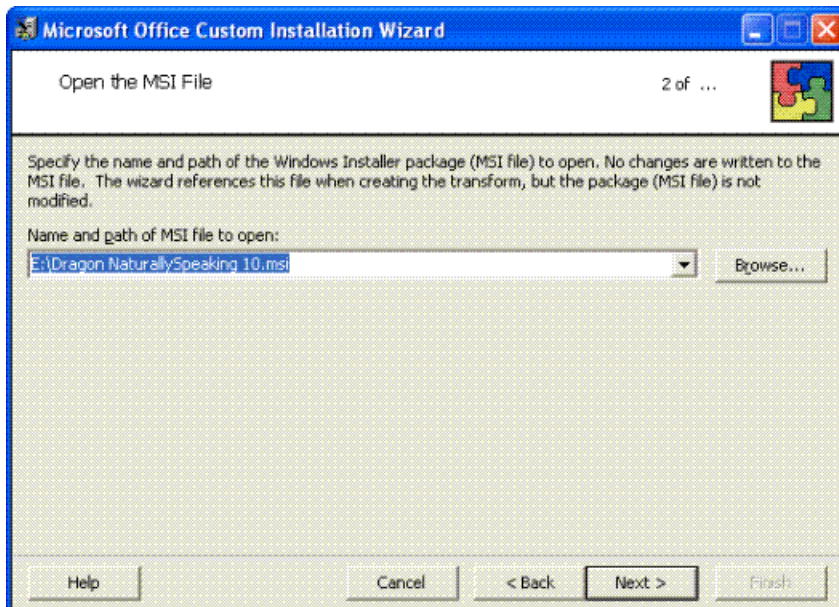 Microsoft Office Custom Installation Wizard
Open the MSI File
2 of ...
Specify the name and path of the Windows Installer package (MSI file) to open. No changes are written to the
MSI file. The wizard references this file when creating the transform, but the package (MSI file) is not
modified.
Name and path of MSI file to open:
E:\Dragon NaturallySpeaking 10.msi
Browse...
Help
Cancel
< Back
Next >
Finish